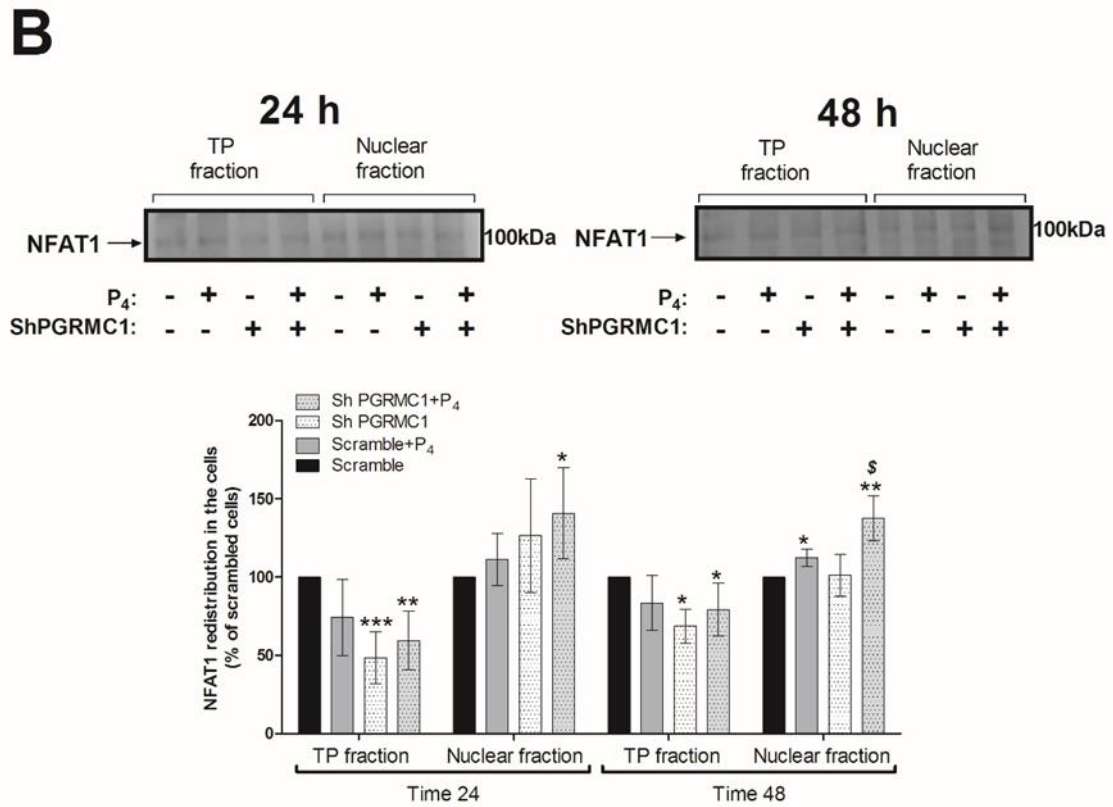 B
24 h
48 h
TP fraction
Nuclear fraction
TP fraction
Nuclear fraction
NFAT1
100kDa
NFAT1
100kDa
P4: - + - + - + - +
P4: - + - + - + - +
ShPGRMC1: - - + + - - + +
ShPGRMC1: - - + + - - + +
Sh PGRMC1+P4
Sh PGRMC1
Scramble+P4
Scramble
NFAT1 redistribution in the cells
(% of scrambled cells)
200
150
100
50
0
***
**
*
*
*
*
$
**
TP fraction
Nuclear fraction
TP fraction
Nuclear fraction
Time 24
Time 48